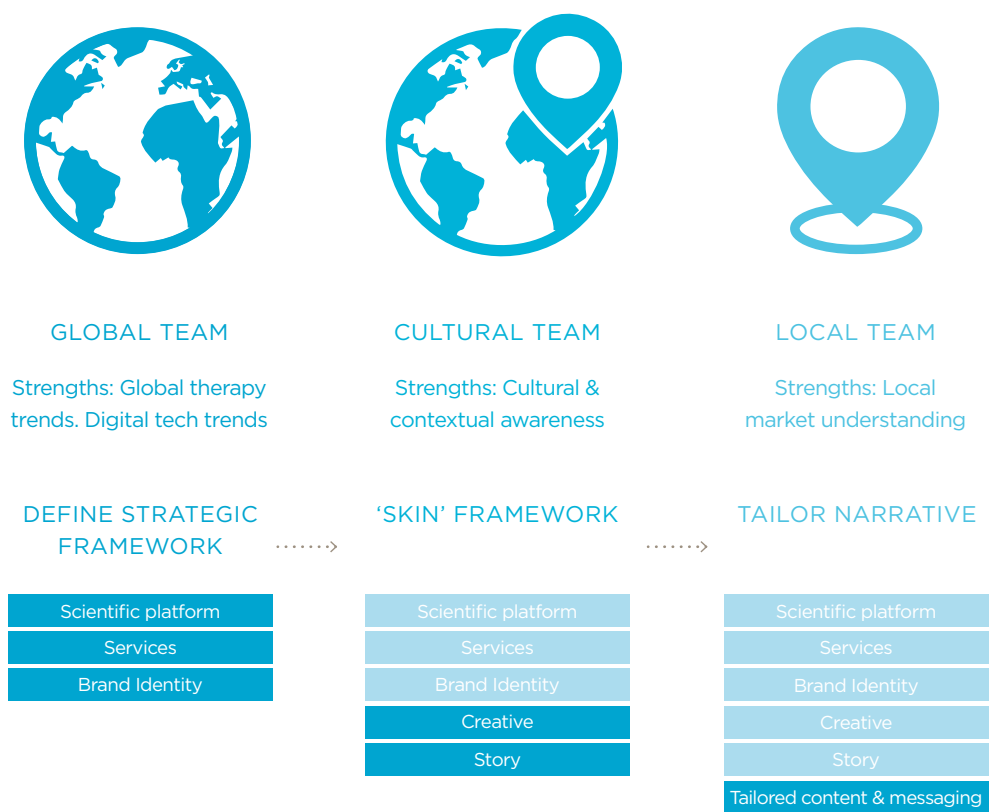 GLOBAL TEAM
Strengths: Global therapy
trends. Digital tech trends
DEFINE STRATEGIC
FRAMEWORK
Scientific platform
Services
Brand Identity
CULTURAL TEAM
Strengths: Cultural &
contextual awareness
‘SKIN’ FRAMEWORK
Scientific platform
Services
Brand Identity
Creative
Story
LOCAL TEAM
Strengths: Local
market understanding
TAILOR NARRATIVE
Scientific platform
Services
Brand Identity
Creative
Story
Tailored content & messaging